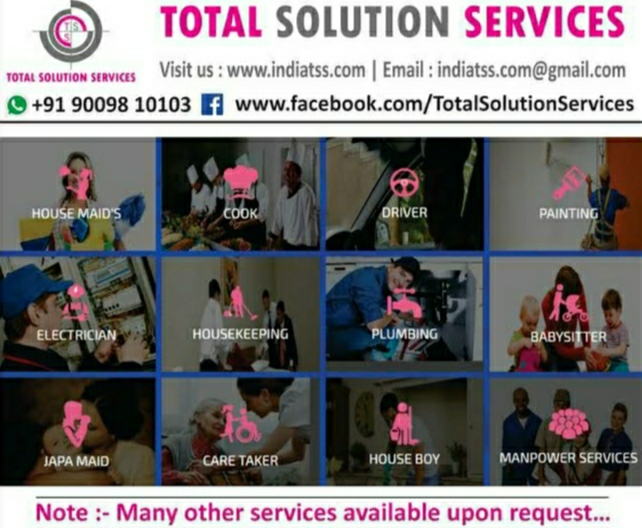 TOTAL SOLUTION SERVICES
TSS
TOTAL SOLUTION SERVICES
Visit us : www.indiatss.com | Email : indiatss.com@gmail.com
+91 90098 10103 f www.facebook.com/TotalSolutionServices
HOUSE MAID'S
COOK
DRIVER
PAINTING
ELECTRICIAN
HOUSEKEEPING
PLUMBING
BABYSITTER
JAPA MAID
CARE TAKER
HOUSE BOY
MANPOWER SERVICES
Note :- Many other services available upon request...